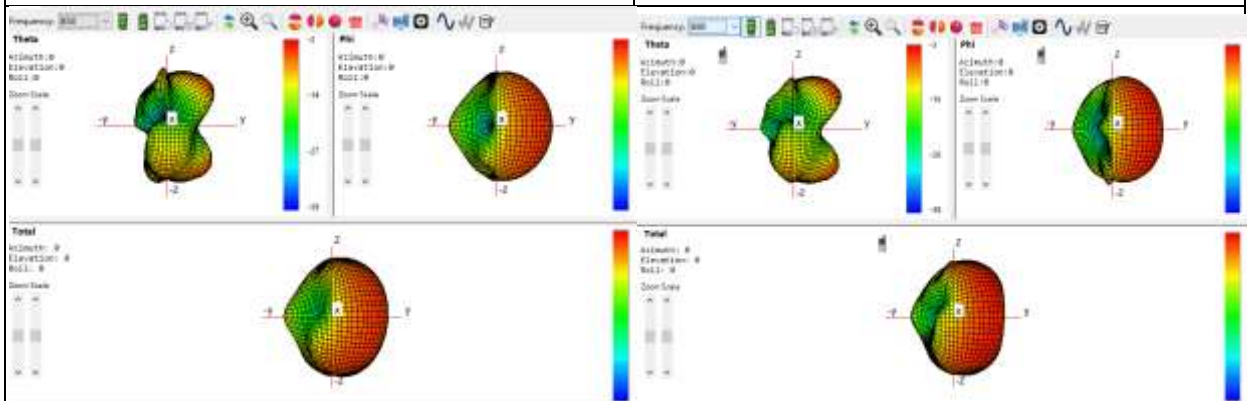 Frequency:
Theta
Azimuth:0
Elevation:0
Roll:0
Zoom Scale
Z
-Y
X
Y
-Z
Phi
Azimuth:0
Elevation:0
Roll:0
Zoom Scale
Z
X
Y
-Z
Total
Azimuth: 0
Elevation: 0
Roll: 0
Zoom Scale
Z
-Y
X
Y
-Z
Frequency:
Theta
Azimuth:0
Elevation:0
Roll:0
Zoom Scale
Z
-Y
X
Y
-Z
Phi
Azimuth:0
Elevation:0
Roll:0
Zoom Scale
Z
-Y
X
Y
-Z
Total
Azimuth: 0
Elevation: 0
Roll: 0
Zoom Scale
Z
-Y
X
Y
-Z